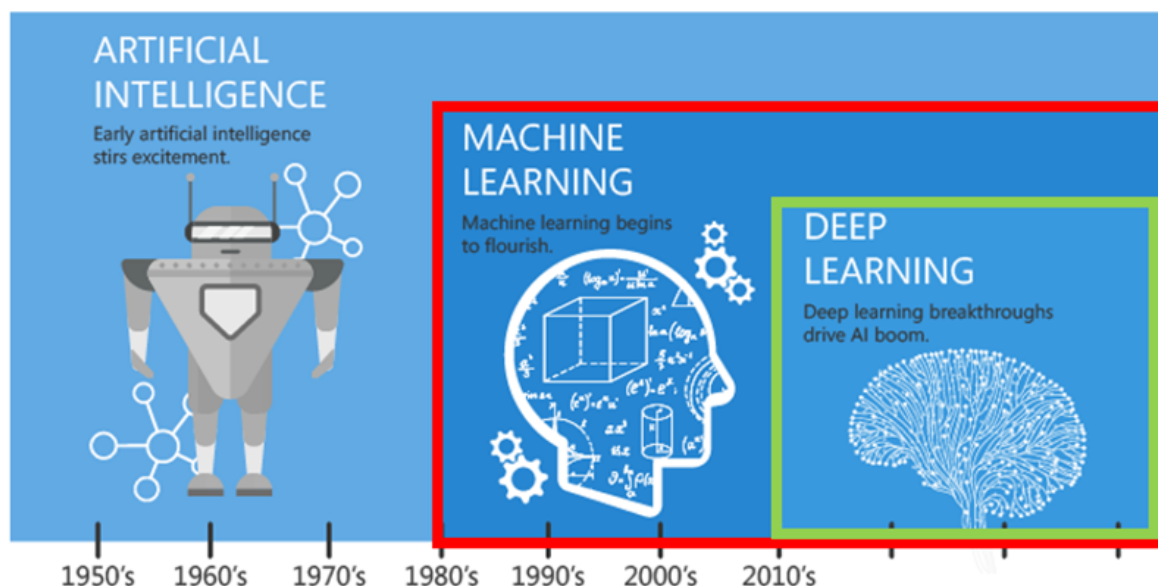 ARTIFICIAL
INTELLIGENCE
Early artificial intelligence
stirs excitement.
MACHINE
LEARNING
Machine learning begins
to flourish.
DEEP
LEARNING
Deep learning breakthroughs
drive AI boom.
1950's 1960's 1970's 1980's 1990's 2000's 2010's